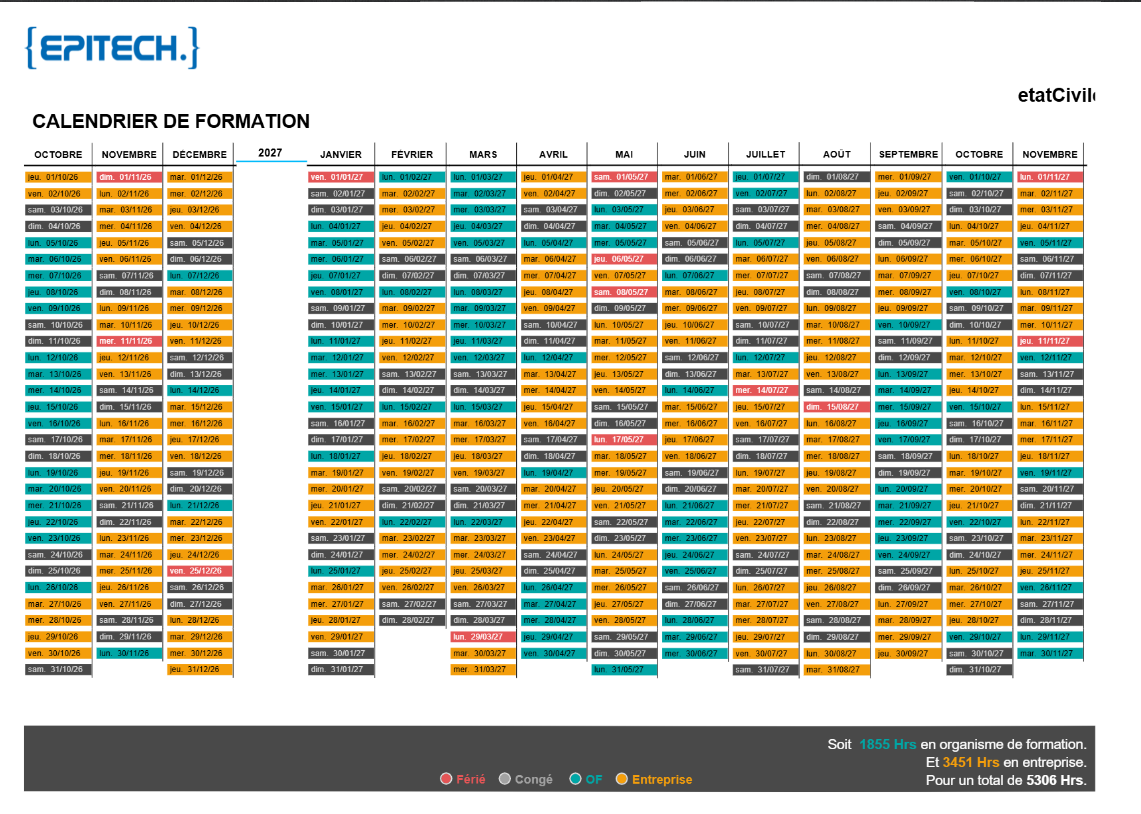 {EPITECH.}
etatCivil
CALENDRIER DE FORMATION
OCTOBRE NOVEMBRE DÉCEMBRE 2027 JANVIER FÉVRIER MARS AVRIL MAI JUIN JUILLET AOÛT SEPTEMBRE OCTOBRE NOVEMBRE
jeu. 01/10/26 dim. 01/11/26 mar. 01/12/26 ven. 01/01/27 lun. 01/02/27 lun. 01/03/27 jeu. 01/04/27 sam. 01/05/27 mar. 01/06/27 jeu. 01/07/27 dim. 01/08/27 mer. 01/09/27 ven. 01/10/27 lun. 01/11/27
ven. 02/10/26 lun. 02/11/26 mer. 02/12/26 sam. 02/01/27 mar. 02/02/27 mar. 02/03/27 ven. 02/04/27 dim. 02/05/27 mer. 02/06/27 ven. 02/07/27 lun. 02/08/27 jeu. 02/09/27 sam. 02/10/27 mar. 02/11/27
sam. 03/10/26 mar. 03/11/26 jeu. 03/12/26 dim. 03/01/27 mer. 03/02/27 mer. 03/03/27 sam. 03/04/27 lun. 03/05/27 jeu. 03/06/27 sam. 03/07/27 mar. 03/08/27 ven. 03/09/27 dim. 03/10/27 mer. 03/11/27
dim. 04/10/26 mer. 04/11/26 ven. 04/12/26 lun. 04/01/27 jeu. 04/02/27 jeu. 04/03/27 dim. 04/04/27 mar. 04/05/27 ven. 04/06/27 dim. 04/07/27 mer. 04/08/27 sam. 04/09/27 lun. 04/10/27 jeu. 04/11/27
lun. 05/10/26 jeu. 05/11/26 sam. 05/12/26 mar. 05/01/27 ven. 05/02/27 ven. 05/03/27 lun. 05/04/27 mer. 05/05/27 sam. 05/06/27 lun. 05/07/27 jeu. 05/08/27 dim. 05/09/27 mar. 05/10/27 ven. 05/11/27
mar. 06/10/26 ven. 06/11/26 dim. 06/12/26 mer. 06/01/27 sam. 06/02/27 sam. 06/03/27 mar. 06/04/27 jeu. 06/05/27 dim. 06/06/27 mar. 06/07/27 ven. 06/08/27 lun. 06/09/27 mer. 06/10/27 sam. 06/11/27
mer. 07/10/26 sam. 07/11/26 lun. 07/12/26 jeu. 07/01/27 dim. 07/02/27 dim. 07/03/27 mer. 07/04/27 ven. 07/05/27 lun. 07/06/27 mer. 07/07/27 sam. 07/08/27 mar. 07/09/27 jeu. 07/10/27 dim. 07/11/27
jeu. 08/10/26 dim. 08/11/26 mar. 08/12/26 ven. 08/01/27 lun. 08/02/27 lun. 08/03/27 jeu. 08/04/27 sam. 08/05/27 mar. 08/06/27 jeu. 08/07/27 dim. 08/08/27 mer. 08/09/27 ven. 08/10/27 lun. 08/11/27
ven. 09/10/26 lun. 09/11/26 mer. 09/12/26 sam. 09/01/27 mar. 09/02/27 mar. 09/03/27 ven. 09/04/27 dim. 09/05/27 mer. 09/06/27 ven. 09/07/27 lun. 09/08/27 jeu. 09/09/27 sam. 09/10/27 mar. 09/11/27
sam. 10/10/26 mar. 10/11/26 jeu. 10/12/26 dim. 10/01/27 mer. 10/02/27 mer. 10/03/27 sam. 10/04/27 lun. 10/05/27 jeu. 10/06/27 sam. 10/07/27 mar. 10/08/27 ven. 10/09/27 dim. 10/10/27 mer. 10/11/27
dim. 11/10/26 mer. 11/11/26 ven. 11/12/26 lun. 11/01/27 jeu. 11/02/27 jeu. 11/03/27 dim. 11/04/27 mar. 11/05/27 ven. 11/06/27 dim. 11/07/27 mer. 11/08/27 sam. 11/09/27 lun. 11/10/27 jeu. 11/11/27
lun. 12/10/26 jeu. 12/11/26 sam. 12/12/26 mar. 12/01/27 ven. 12/02/27 ven. 12/03/27 lun. 12/04/27 mer. 12/05/27 sam. 12/06/27 lun. 12/07/27 jeu. 12/08/27 dim. 12/09/27 mar. 12/10/27 ven. 12/11/27
mar. 13/10/26 ven. 13/11/26 dim. 13/12/26 mer. 13/01/27 sam. 13/02/27 sam. 13/03/27 mar. 13/04/27 jeu. 13/05/27 dim. 13/06/27 mar. 13/07/27 ven. 13/08/27 lun. 13/09/27 mer. 13/10/27 sam. 13/11/27
mer. 14/10/26 sam. 14/11/26 lun. 14/12/26 jeu. 14/01/27 dim. 14/02/27 dim. 14/03/27 mer. 14/04/27 ven. 14/05/27 lun. 14/06/27 mer. 14/07/27 sam. 14/08/27 mar. 14/09/27 jeu. 14/10/27 dim. 14/11/27
jeu. 15/10/26 dim. 15/11/26 mar. 15/12/26 ven. 15/01/27 lun. 15/02/27 lun. 15/03/27 jeu. 15/04/27 sam. 15/05/27 mar. 15/06/27 jeu. 15/07/27 dim. 15/08/27 mer. 15/09/27 ven. 15/10/27 lun. 15/11/27
ven. 16/10/26 lun. 16/11/26 mer. 16/12/26 sam. 16/01/27 mar. 16/02/27 mar. 16/03/27 ven. 16/04/27 dim. 16/05/27 mer. 16/06/27 ven. 16/07/27 lun. 16/08/27 jeu. 16/09/27 sam. 16/10/27 mar. 16/11/27
sam. 17/10/26 mar. 17/11/26 jeu. 17/12/26 dim. 17/01/27 mer. 17/02/27 mer. 17/03/27 sam. 17/04/27 lun. 17/05/27 jeu. 17/06/27 sam. 17/07/27 mar. 17/08/27 ven. 17/09/27 dim. 17/10/27 mer. 17/11/27
dim. 18/10/26 mer. 18/11/26 ven. 18/12/26 lun. 18/01/27 jeu. 18/02/27 jeu. 18/03/27 dim. 18/04/27 mar. 18/05/27 ven. 18/06/27 dim. 18/07/27 mer. 18/08/27 sam. 18/09/27 lun. 18/10/27 jeu. 18/11/27
lun. 19/10/26 jeu. 19/11/26 sam. 19/12/26 mar. 19/01/27 ven. 19/02/27 ven. 19/03/27 lun. 19/04/27 mer. 19/05/27 sam. 19/06/27 lun. 19/07/27 jeu. 19/08/27 dim. 19/09/27 mar. 19/10/27 ven. 19/11/27
mar. 20/10/26 ven. 20/11/26 dim. 20/12/26 mer. 20/01/27 sam. 20/02/27 sam. 20/03/27 mar. 20/04/27 jeu. 20/05/27 dim. 20/06/27 mar. 20/07/27 ven. 20/08/27 lun. 20/09/27 mer. 20/10/27 sam. 20/11/27
mer. 21/10/26 sam. 21/11/26 lun. 21/12/26 jeu. 21/01/27 dim. 21/02/27 dim. 21/03/27 mer. 21/04/27 ven. 21/05/27 lun. 21/06/27 mer. 21/07/27 sam. 21/08/27 mar. 21/09/27 jeu. 21/10/27 dim. 21/11/27
jeu. 22/10/26 dim. 22/11/26 mar. 22/12/26 ven. 22/01/27 lun. 22/02/27 lun. 22/03/27 jeu. 22/04/27 sam. 22/05/27 mar. 22/06/27 jeu. 22/07/27 dim. 22/08/27 mer. 22/09/27 ven. 22/10/27 lun. 22/11/27
ven. 23/10/26 lun. 23/11/26 mer. 23/12/26 sam. 23/01/27 mar. 23/02/27 mar. 23/03/27 ven. 23/04/27 dim. 23/05/27 mer. 23/06/27 ven. 23/07/27 lun. 23/08/27 jeu. 23/09/27 sam. 23/10/27 mar. 23/11/27
sam. 24/10/26 mar. 24/11/26 jeu. 24/12/26 dim. 24/01/27 mer. 24/02/27 mer. 24/03/27 sam. 24/04/27 lun. 24/05/27 jeu. 24/06/27 sam. 24/07/27 mar. 24/08/27 ven. 24/09/27 dim. 24/10/27 mer. 24/11/27
dim. 25/10/26 mer. 25/11/26 ven. 25/12/26 lun. 25/01/27 jeu. 25/02/27 jeu. 25/03/27 dim. 25/04/27 mar. 25/05/27 ven. 25/06/27 dim. 25/07/27 mer. 25/08/27 sam. 25/09/27 lun. 25/10/27 jeu. 25/11/27
lun. 26/10/26 jeu. 26/11/26 sam. 26/12/26 mar. 26/01/27 ven. 26/02/27 ven. 26/03/27 lun. 26/04/27 mer. 26/05/27 sam. 26/06/27 lun. 26/07/27 jeu. 26/08/27 dim. 26/09/27 mar. 26/10/27 ven. 26/11/27
mar. 27/10/26 ven. 27/11/26 dim. 27/12/26 mer. 27/01/27 sam. 27/02/27 sam. 27/03/27 mar. 27/04/27 jeu. 27/05/27 dim. 27/06/27 mar. 27/07/27 ven. 27/08/27 lun. 27/09/27 mer. 27/10/27 sam. 27/11/27
mer. 28/10/26 sam. 28/11/26 lun. 28/12/26 jeu. 28/01/27 dim. 28/02/27 dim. 28/03/27 mer. 28/04/27 ven. 28/05/27 lun. 28/06/27 mer. 28/07/27 sam. 28/08/27 mar. 28/09/27 jeu. 28/10/27 dim. 28/11/27
jeu. 29/10/26 dim. 29/11/26 mar. 29/12/26 ven. 29/01/27 lun. 29/03/27 jeu. 29/04/27 sam. 29/05/27 mar. 29/06/27 jeu. 29/07/27 dim. 29/08/27 mer. 29/09/27 ven. 29/10/27 lun. 29/11/27
ven. 30/10/26 lun. 30/11/26 mer. 30/12/26 sam. 30/01/27 mar. 30/03/27 ven. 30/04/27 dim. 30/05/27 mer. 30/06/27 ven. 30/07/27 lun. 30/08/27 jeu. 30/09/27 sam. 30/10/27 mar. 30/11/27
sam. 31/10/26 jeu. 31/12/26 dim. 31/01/27 mer. 31/03/27 lun. 31/05/27 sam. 31/07/27 mar. 31/08/27 dim. 31/10/27
Soit 1855 Hrs en organisme de formation.
Et 3451 Hrs en entreprise.
Férié Congé OF Entreprise
Pour un total de 5306 Hrs.